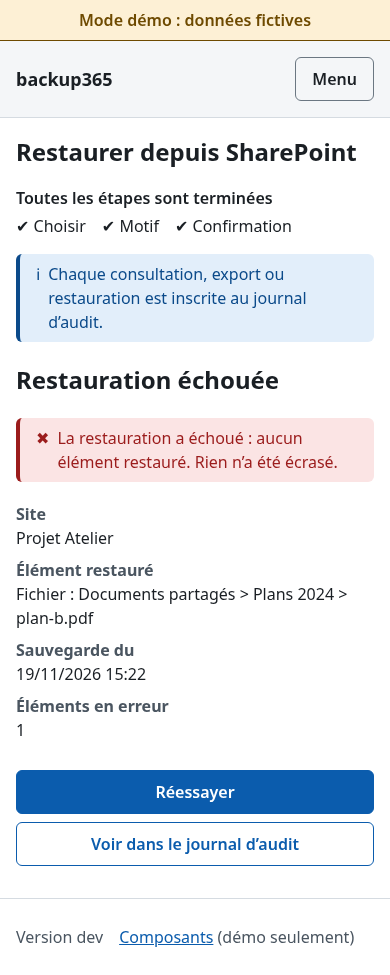 Mode démo : données fictives
backup365
Menu
Restaurer depuis SharePoint
Toutes les étapes sont terminées
✔ Choisir ✔ Motif ✔ Confirmation
i Chaque consultation, export ou
restauration est inscrite au journal
d’audit.
Restauration échouée
✖ La restauration a échoué : aucun
élément restauré. Rien n’a été écrasé.
Site
Projet Atelier
Élément restauré
Fichier : Documents partagés > Plans 2024 >
plan-b.pdf
Sauvegarde du
19/11/2026 15:22
Éléments en erreur
1
Réessayer
Voir dans le journal d’audit
Version dev Composants (démo seulement)